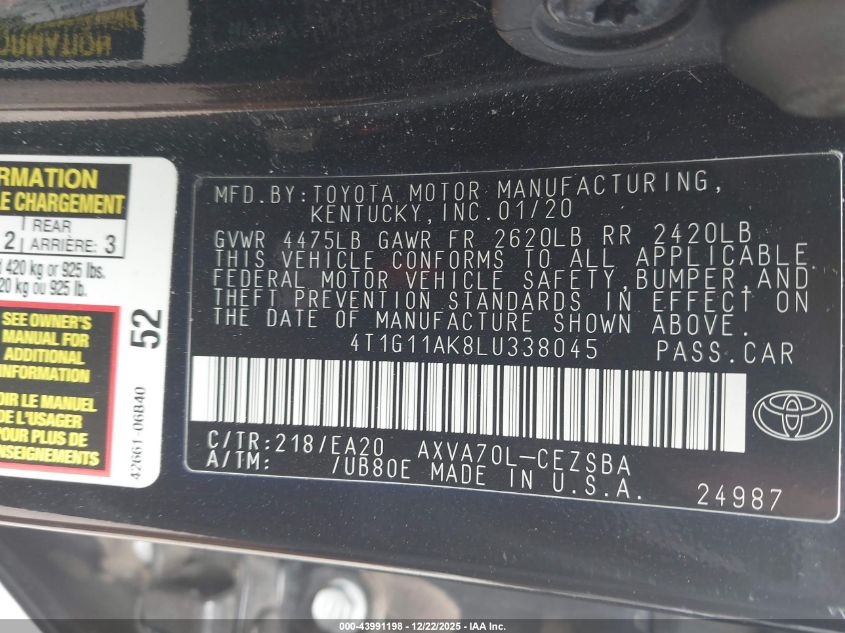 NOITAMRO
RMATION
LE CHARGEMENT
REAR
2 ARRIÈRE: 3
d 420 kg or 925 lbs.
20 kg ou 925 lb.
SEE OWNER'S
MANUAL FOR
ADDITIONAL
OIR LE MANUEL
DE L'USAGER
POUR PLUS DE
ENSEIGNEMENTS
52
42661-06B40
MFD.BY:TOYOTA MOTOR MANUFACTURING,
KENTUCKY,INC.01/20
GVWR 4475LB GAWR FR 2620LB RR 2420LB
THIS VEHICLE CONFORMS TO ALL APPLICABLE
FEDERAL MOTOR VEHICLE SAFETY,BUMPER,AND
THEFT PREVENTION STANDARDS IN EFFECT ON
THE DATE OF MANUFACTURE SHOWN ABOVE.
4T1G11AK8LU338045 PASS.CAR
C/TR:218/EA20 AXVA70L-CEZSBA
A/TM: /UB80E MADE IN U.S.A.
24987
000-43991198 • 12/22/2025 - IAA Inc.